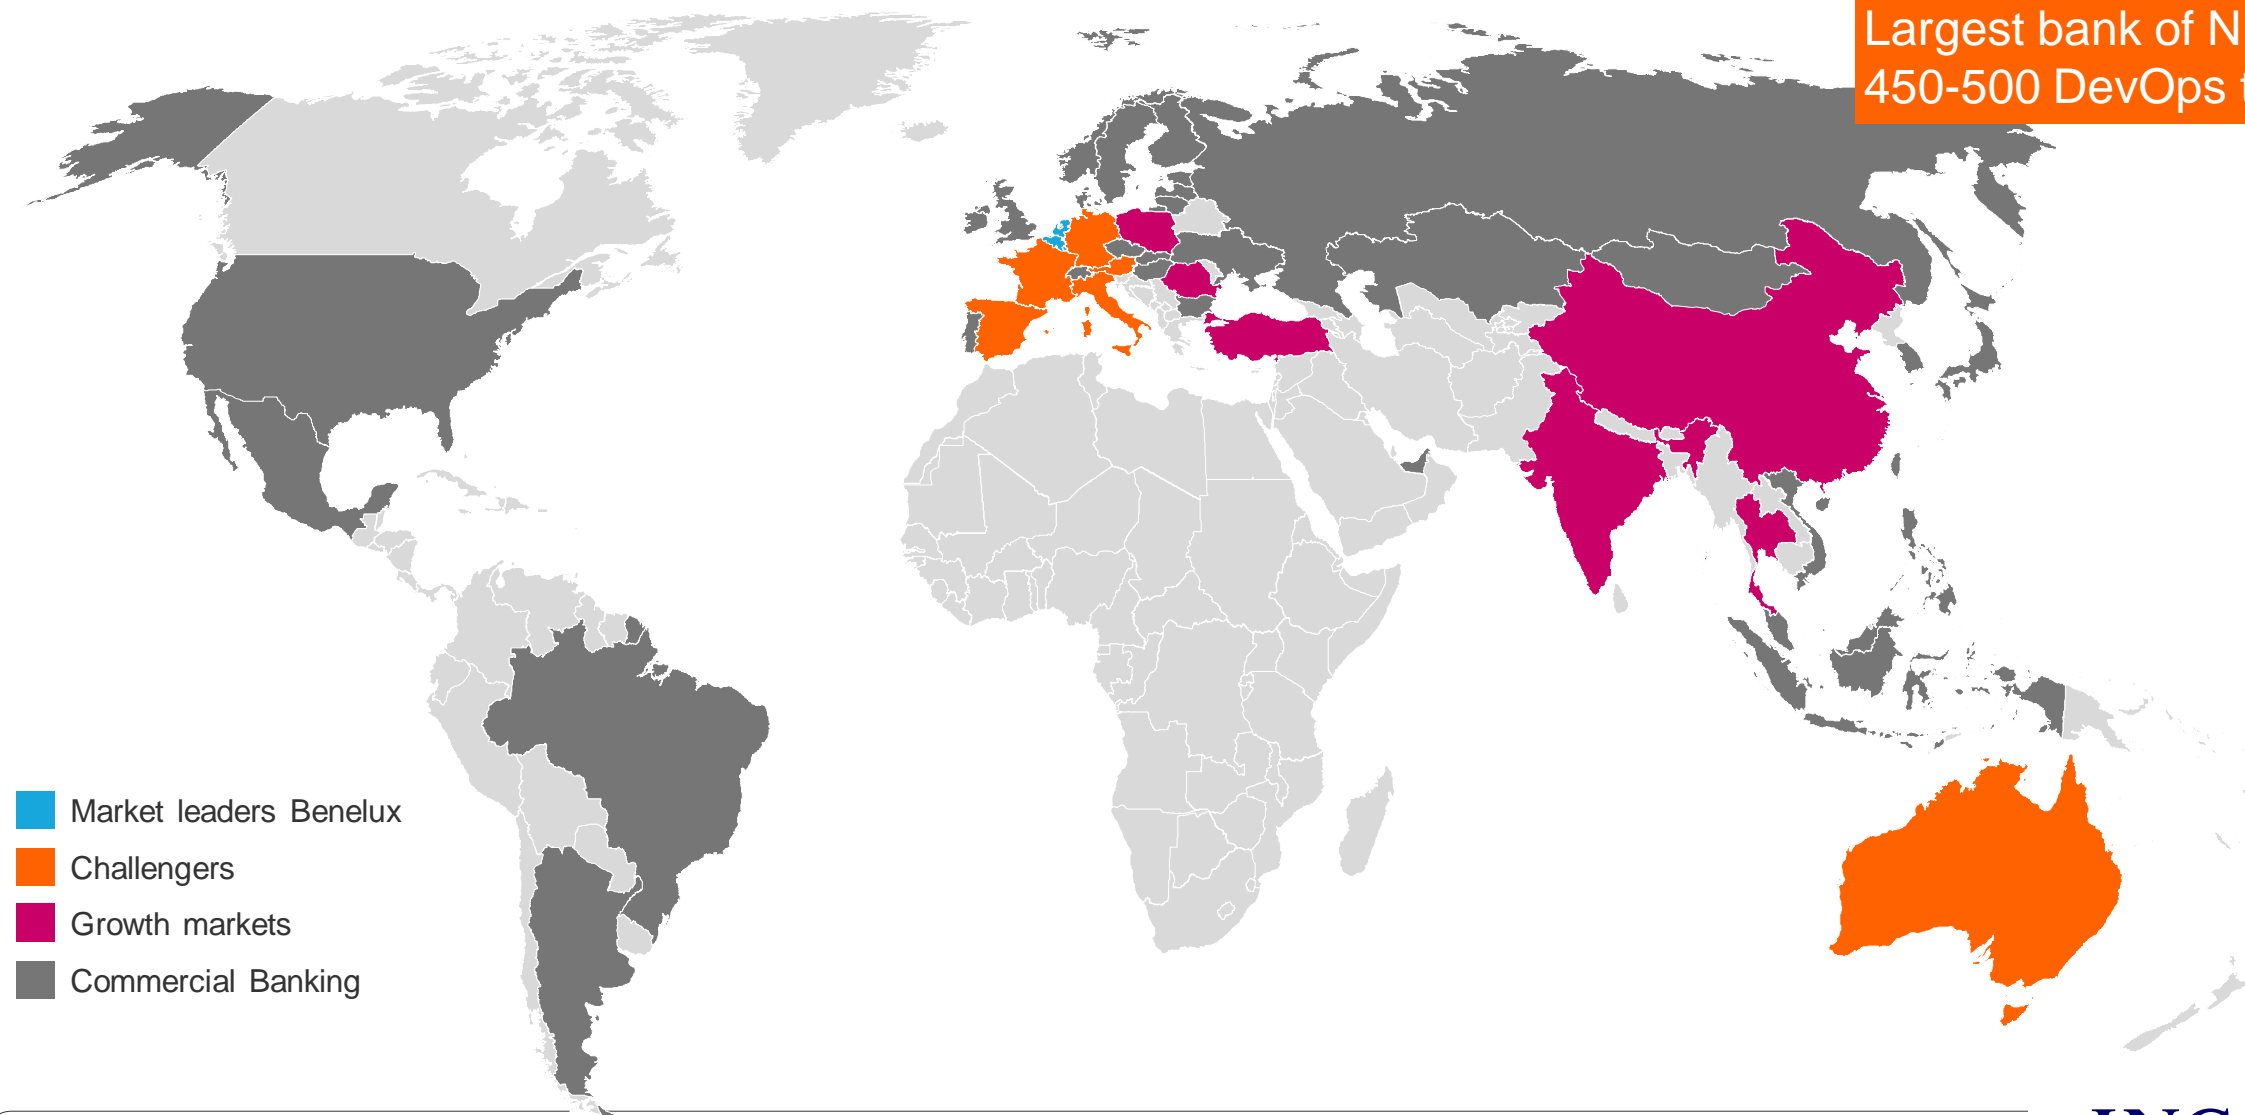 Largest bank of N
450-500 DevOps
Market leaders Benelux
Challengers
Growth markets
Commercial Banking